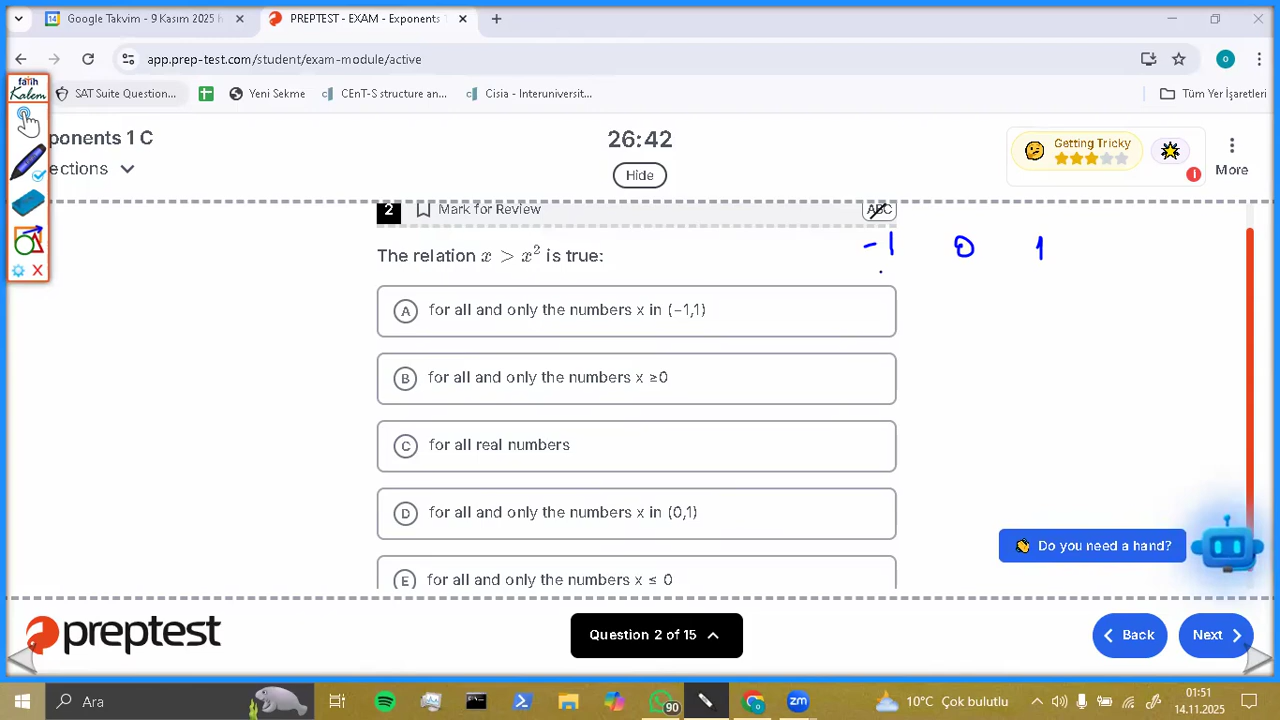 Google Takvim - 9 Kasım 2025 h
PREPTEST - EXAM - Exponents 1
app.prep-test.com/student/exam-module/active
fatih
Kalem
SAT Suite Question...
Yeni Sekme
CEnT-S structure an...
Cisia - Interuniversit...
Tüm Yer İşaretleri
ponents 1 C
ections
26:42
Hide
Getting Tricky
More
2
Mark for Review
ABC
The relation x > x² is true:
-1 0 1
A for all and only the numbers x in (−1,1)
B for all and only the numbers x ≥0
C for all real numbers
D for all and only the numbers x in (0,1)
E for all and only the numbers x ≤ 0
Do you need a hand?
preptest
Question 2 of 15
Back
Next
Ara
90
10°C Çok bulutlu
01:51
14.11.2025